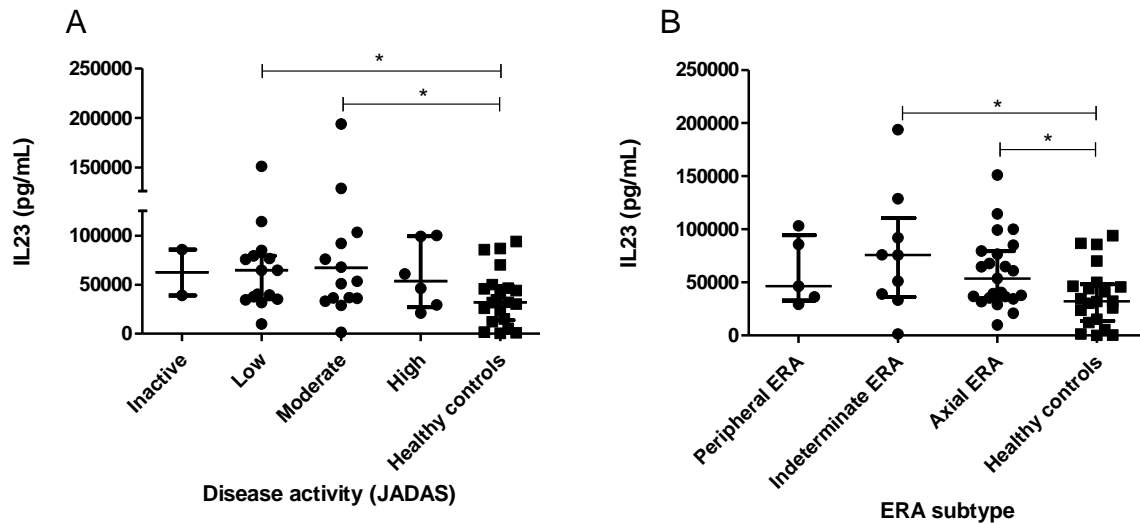 A
IL23 (pg/mL)
250000
200000
150000
100000
50000
0
*
*
Inactive
Low
Moderate
High
Healthy controls
Disease activity (JADAS)
B
IL23 (pg/mL)
250000
200000
150000
100000
50000
0
*
*
Peripheral ERA
Indeterminate ERA
Axial ERA
Healthy controls
ERA subtype